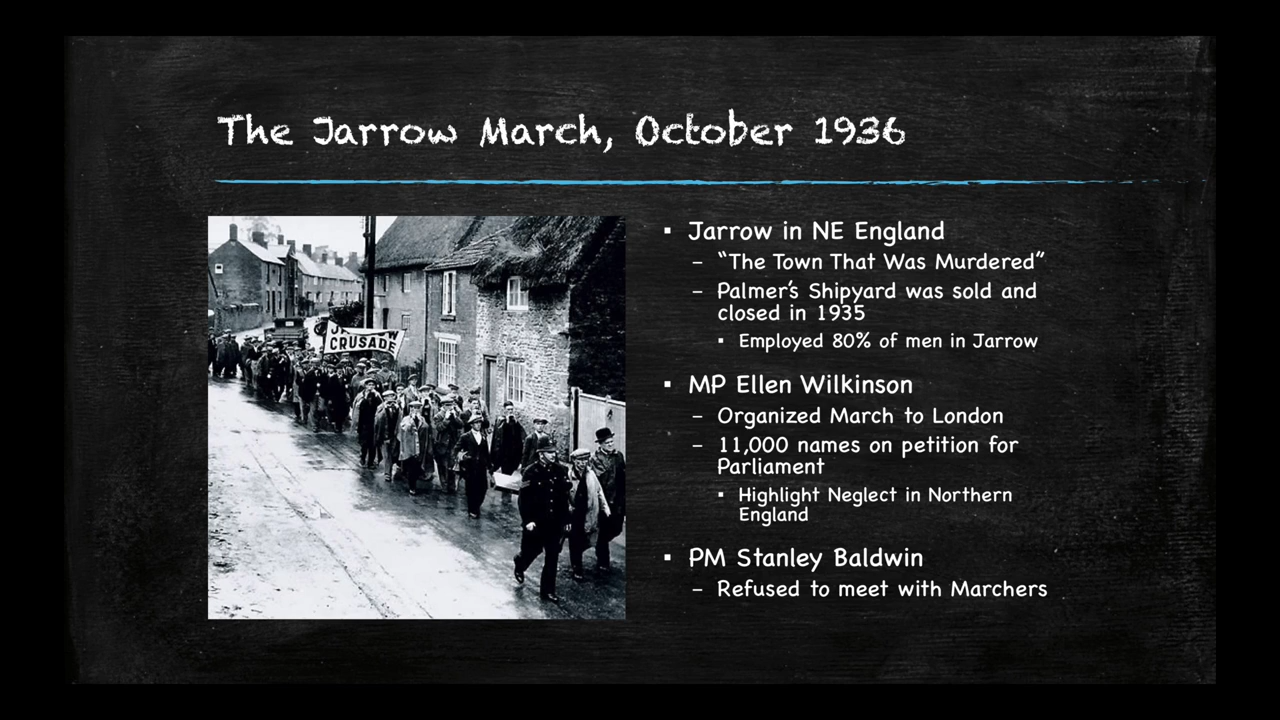 The Jarrow March, October 1936
CRUSADE
▪ Jarrow in NE England
– “The Town That Was Murdered”
– Palmer’s Shipyard was sold and
closed in 1935
▪ Employed 80% of men in Jarrow
▪ MP Ellen Wilkinson
– Organized March to London
– 11,000 names on petition for
Parliament
▪ Highlight Neglect in Northern
England
▪ PM Stanley Baldwin
– Refused to meet with Marchers